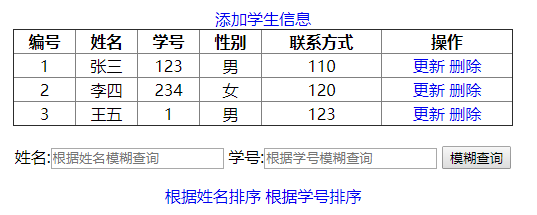 添加学生信息
编号 姓名 学号 性别 联系方式 操作
1 张三 123 男 110 更新 删除
2 李四 234 女 120 更新 删除
3 王五 1 男 123 更新 删除
姓名:根据姓名模糊查询 学号:根据学号模糊查询 模糊查询
根据姓名排序 根据学号排序